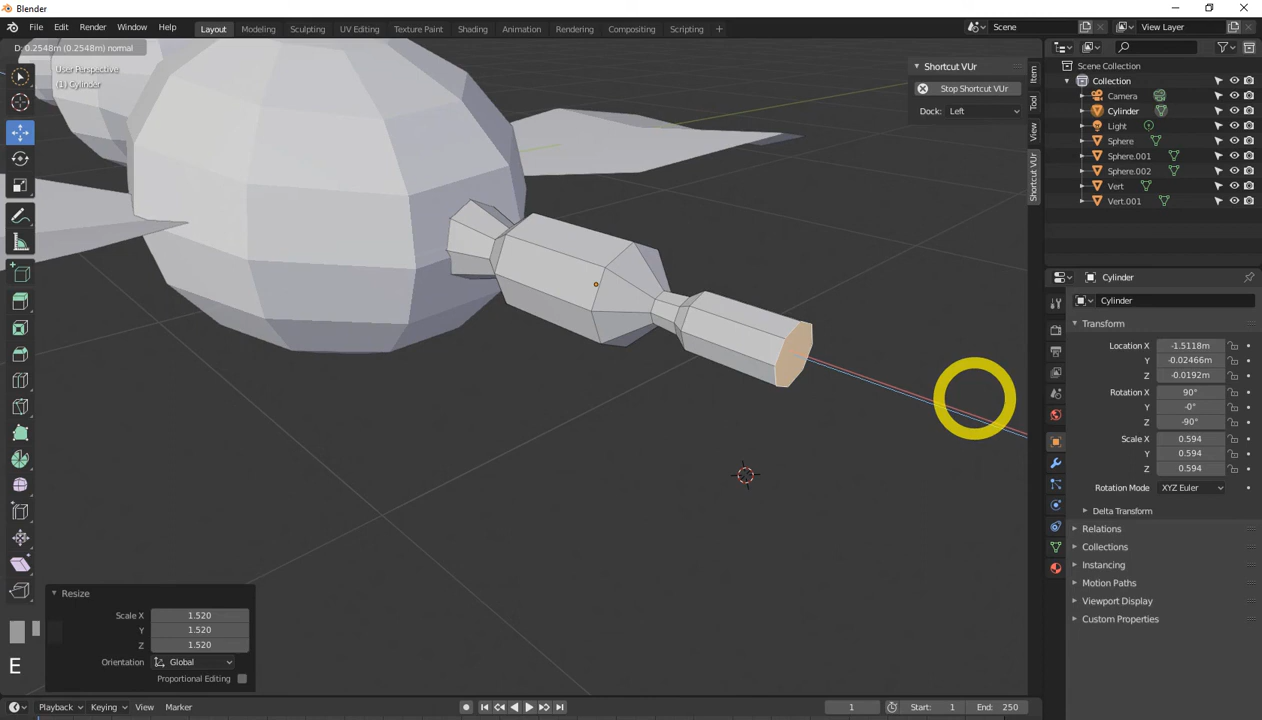 Blender
File Edit Render Window Help Layout Modeling Sculpting UV Editing Texture Paint Shading Animation Rendering Compositing Scripting + Scene View Layer
D: 0.2548m (0.2548m) normal
User Perspective
(1) Cylinder
Shortcut VUr
Stop Shortcut VUr
Dock: Left
Item
Tool
View
Shortcut VUr
Scene Collection
Collection
Camera
Cylinder
Light
Sphere
Sphere.001
Sphere.002
Vert
Vert.001
Cylinder
Cylinder
Transform
Location X -1.5118m
Y -0.02466m
Z -0.0192m
Rotation X 90°
Y -0°
Z -90°
Scale X 0.594
Y 0.594
Z 0.594
Rotation Mode XYZ Euler
Delta Transform
Relations
Collections
Instancing
Motion Paths
Viewport Display
Custom Properties
Resize
Scale X 1.520
Y 1.520
Z 1.520
Orientation Global
Proportional Editing
E
Playback Keying View Marker 1 Start: 1 End: 250